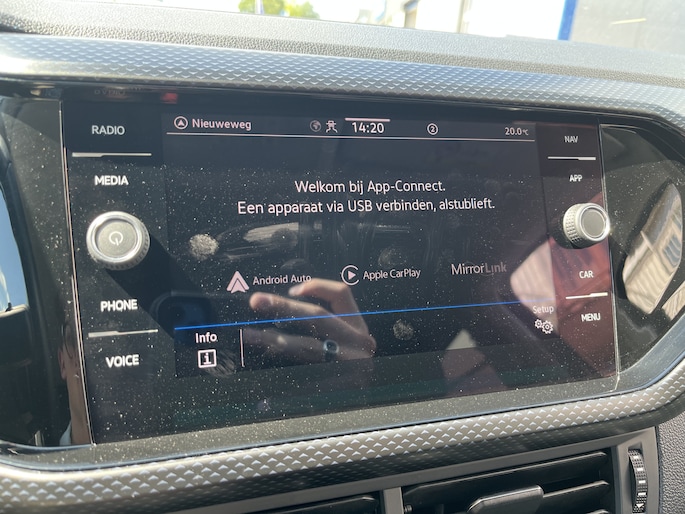 RADIO
MEDIA
PHONE
VOICE
Nieuweweg
14:20
2
20.0°C
Welkom bij App-Connect.
Een apparaat via USB verbinden, alstublieft.
Android Auto
Apple CarPlay
MirrorLink
Info
i
Setup
NAV
APP
CAR
MENU